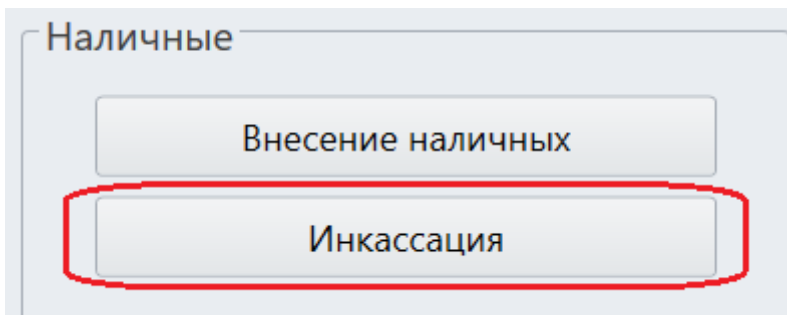 Наличные
Внесение наличных
Инкассация